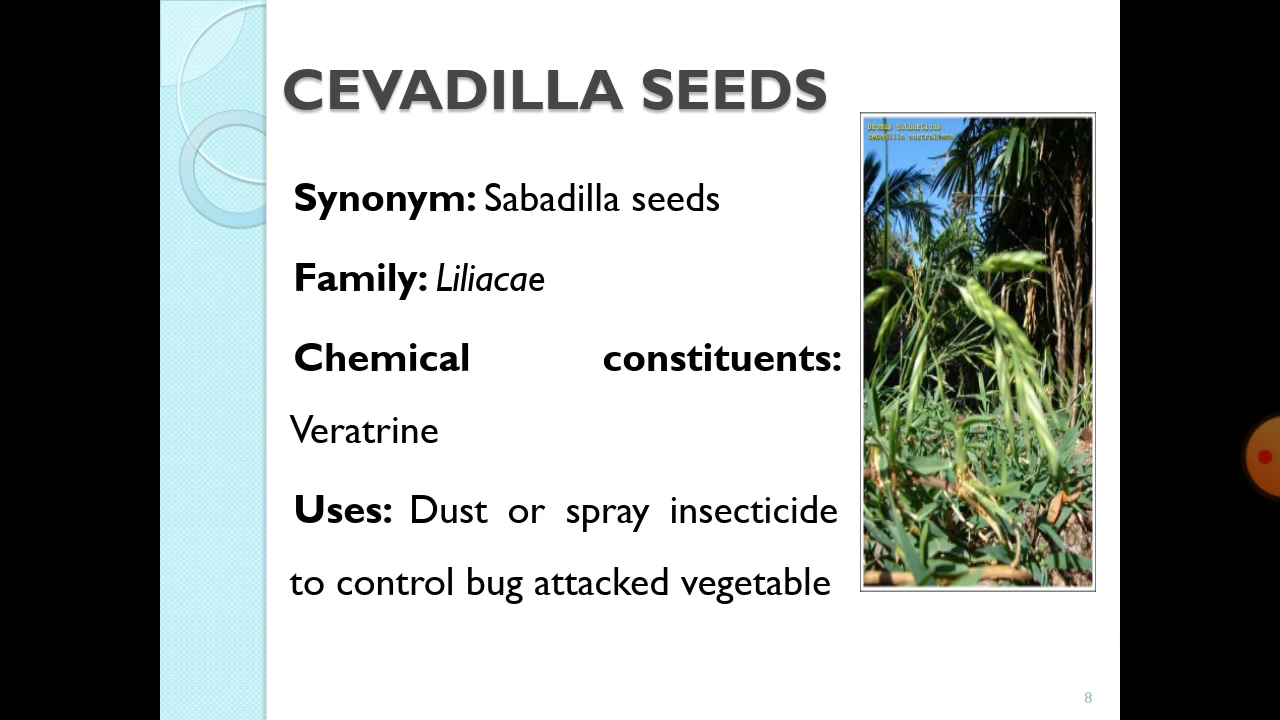 CEVADILLA SEEDS
Synonym: Sabadilla seeds
Family: Liliacae
Chemical constituents:
Veratrine
Uses: Dust or spray insecticide
to control bug attacked vegetable
8